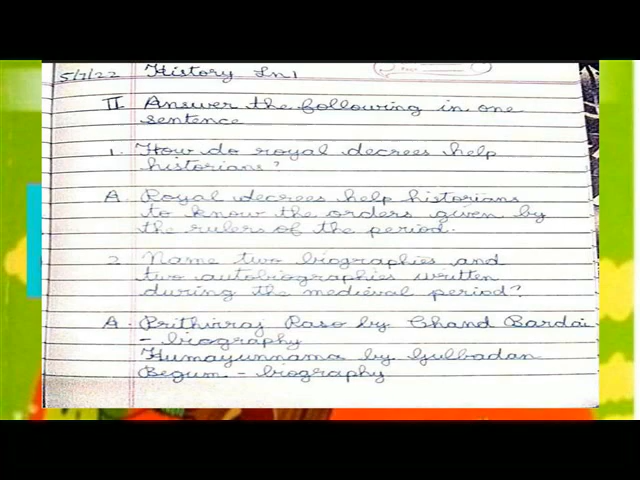 5/7/22 History Ln 1
II Answer the following in one
sentence
1. How do royal decrees help
historians?
A. Royal decrees help historians
to know the orders given by
the rulers of the period.
2. Name two biographies and
two autobiographies written
during the medieval period?
A. Prithviraj Raso by Chand Bardai
- biography
Humayunnama by Gulbadan
Begum - biography